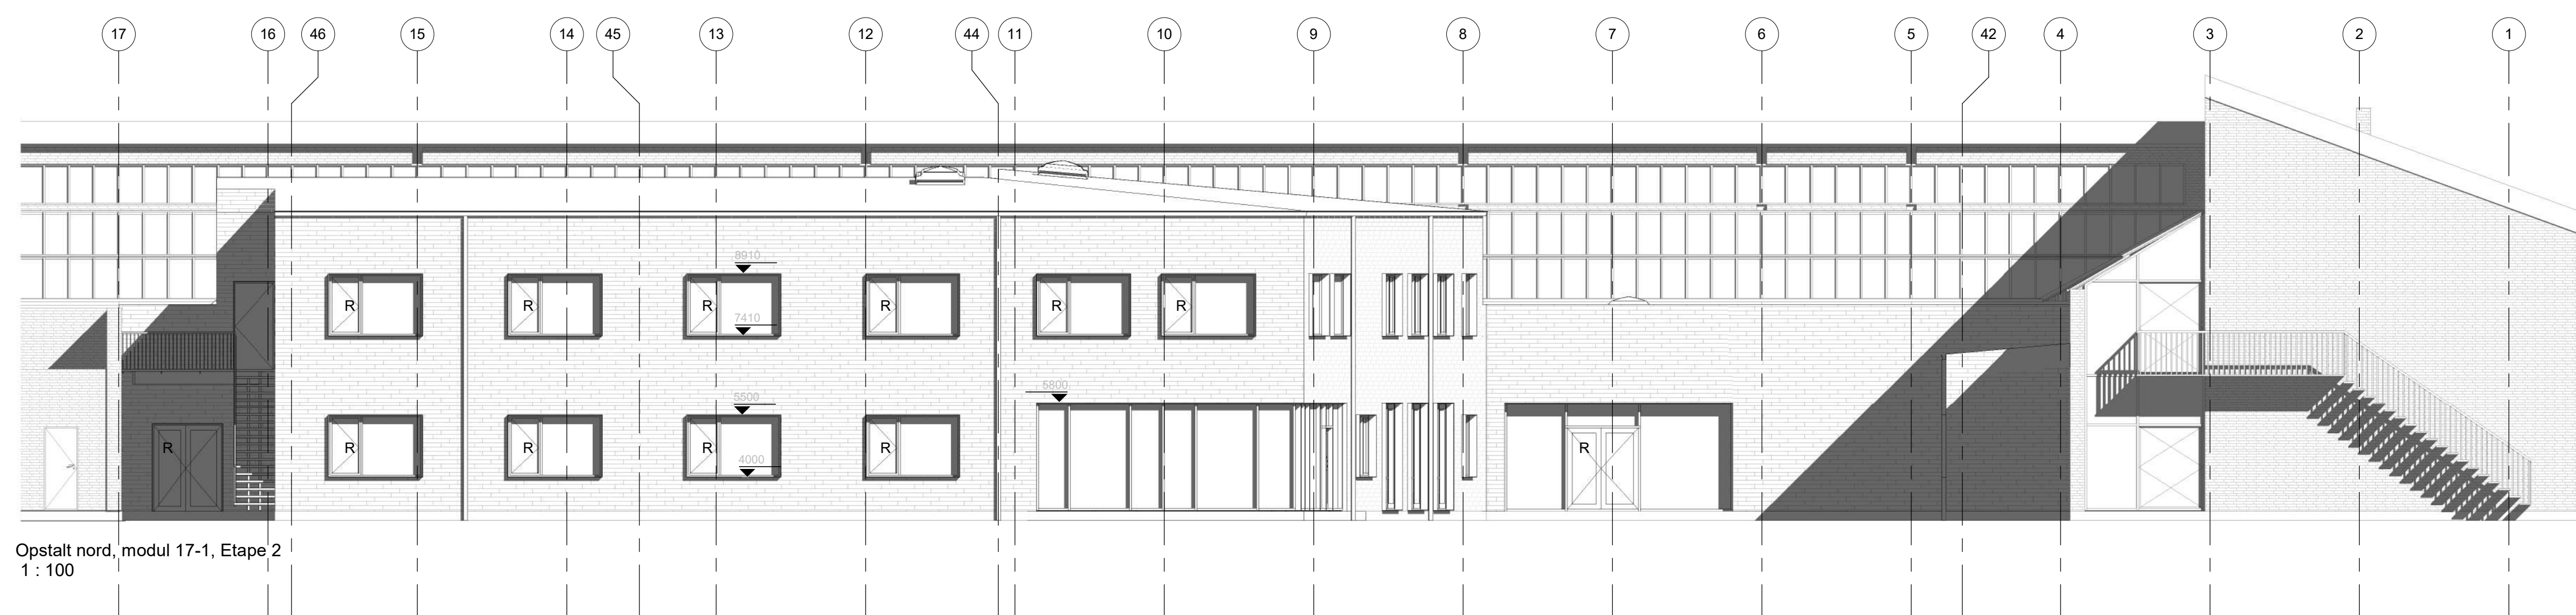 17 16 46 15 14 45 13 12 44 11 10 9 8 7 6 5 42 4 3 2 1
8910
R R R R R R
7410
5800
5500
R R R R R R
4000
Opstalt nord, modul 17-1, Etape 2
1 : 100